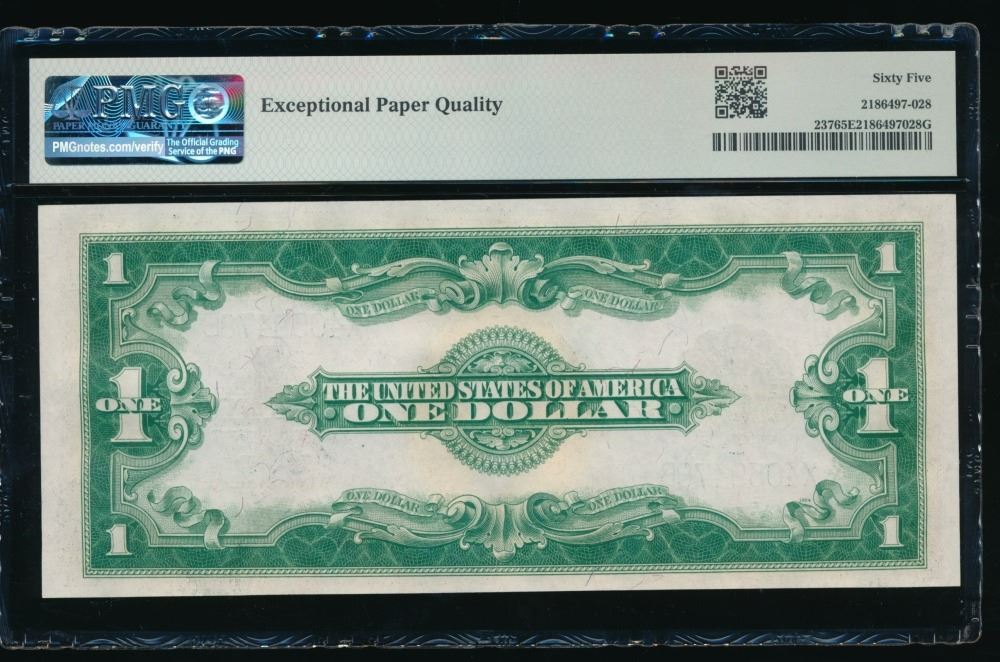 PMG
PAPER MONEY GUARANTY
PMGnotes.com/verify
The Official Grading
Service of the PNG
Exceptional Paper Quality
Sixty Five
2186497-028
23765E2186497028G
1
1
ONE DOLLAR
ONE DOLLAR
1
ONE
THE UNITED STATES OF AMERICA
ONE DOLLAR
1
ONE
ONE DOLLAR
ONE DOLLAR
1
1